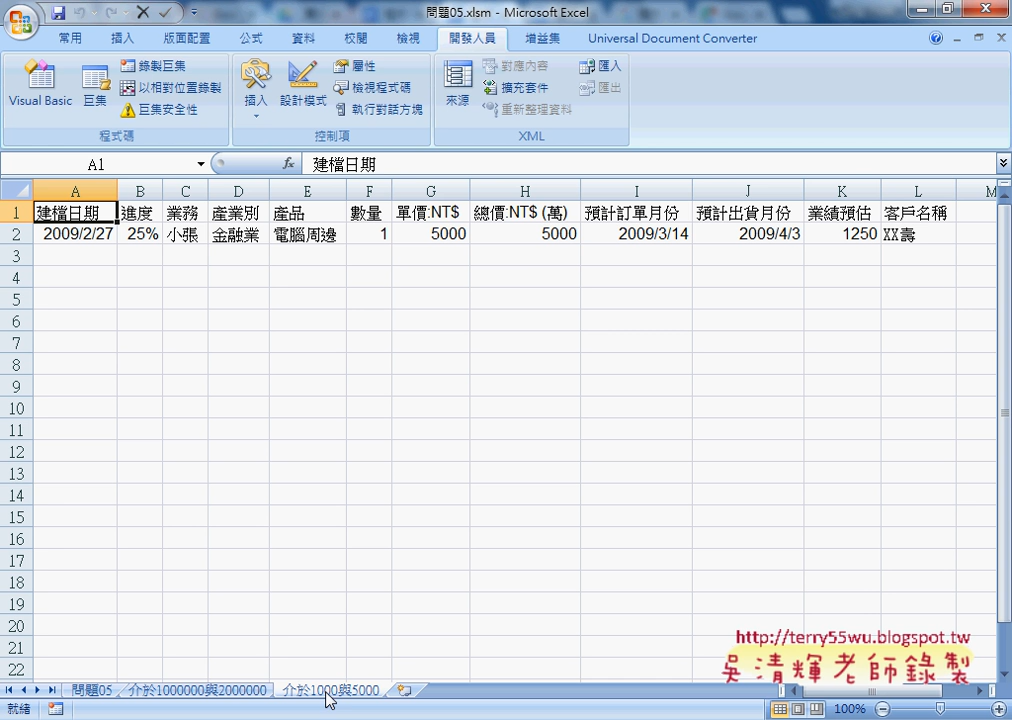 問題05.xlsm - Microsoft Excel
常用 插入 版面配置 公式 資料 校閱 檢視 開發人員 增益集 Universal Document Converter
Visual Basic 巨集 錄製巨集 以相對位置錄製 巨集安全性
插入 設計模式 屬性 檢視程式碼 執行對話方塊
來源 對應內容 擴充套件 重新整理資料 匯入 匯出
程式碼 控制項 XML
A1 fx 建檔日期
A B C D E F G H I J K L M
1 建檔日期 進度 業務 產業別 產品 數量 單價:NT$ 總價:NT$ (萬) 預計訂單月份 預計出貨月份 業績預估 客戶名稱
2 2009/2/27 25% 小張 金融業 電腦周邊 1 5000 5000 2009/3/14 2009/4/3 1250 XX壽
3
4
5
6
7
8
9
10
11
12
13
14
15
16
17
18
19
20
21
22
http://terry55wu.blogspot.tw
吳清輝老師錄製
問題05 介於1000000與2000000 介於1000與5000
就緒 100%